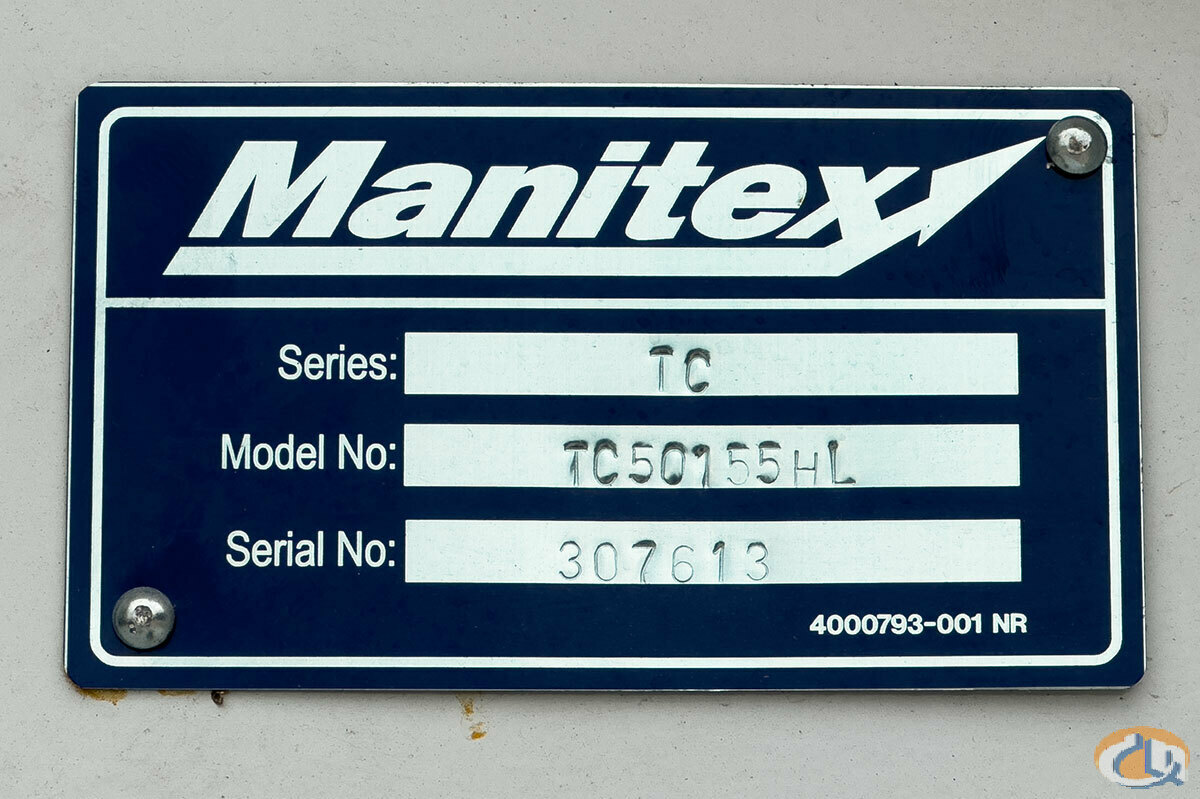 Manitex
Series: TC
Model No: TC50155HL
Serial No: 307613
4000793-001 NR